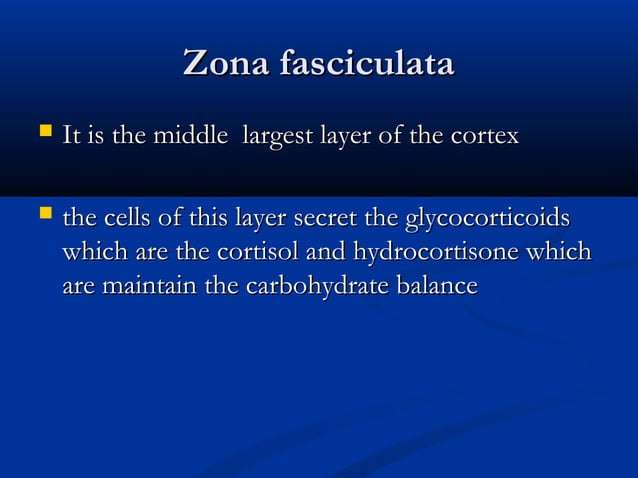 Zona fasciculata
It is the middle largest layer of the cortex
the cells of this layer secret the glycocorticoids
which are the cortisol and hydrocortisone which
are maintain the carbohydrate balance